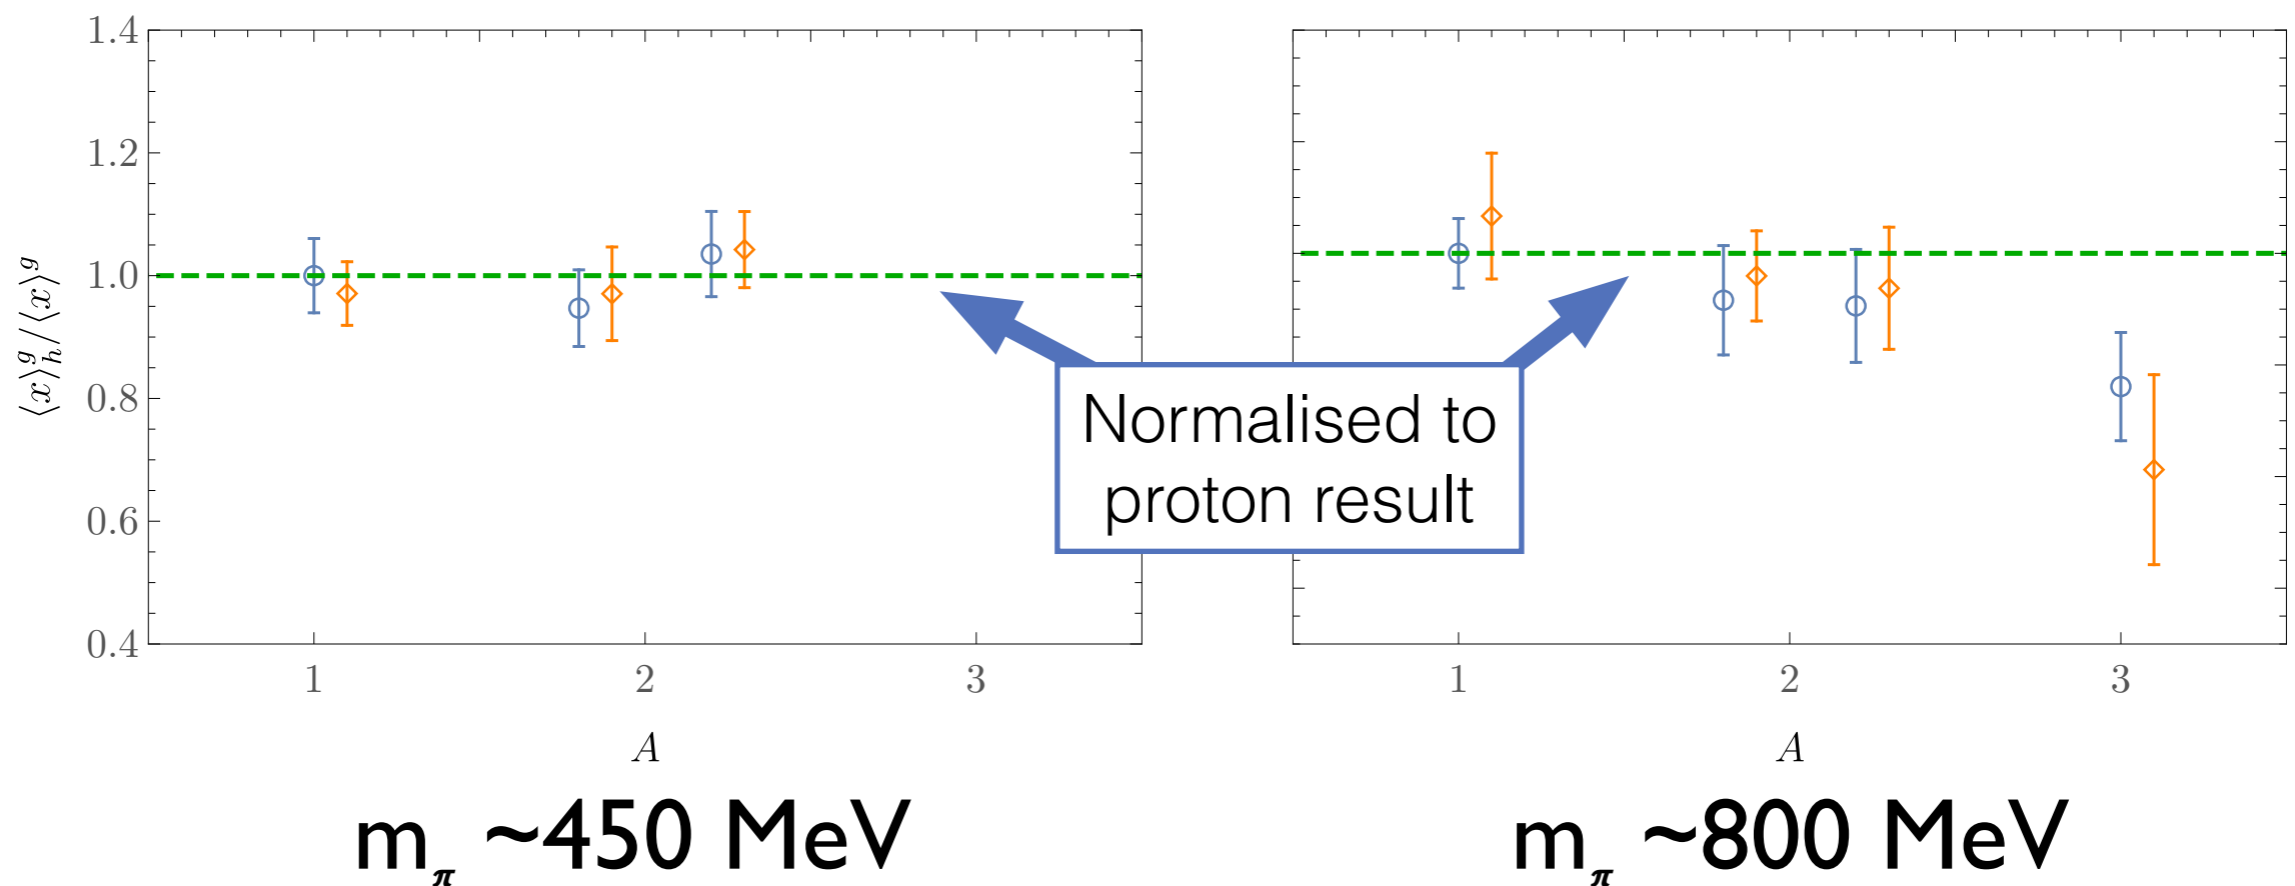 1.4
1.2
1.0
0.8
0.6
0.4
⟨x⟩ᵍₕ/⟨x⟩ᵍ
1 2 3
A
m_π ~450 MeV
Normalised to
proton result
1 2 3
A
m_π ~800 MeV